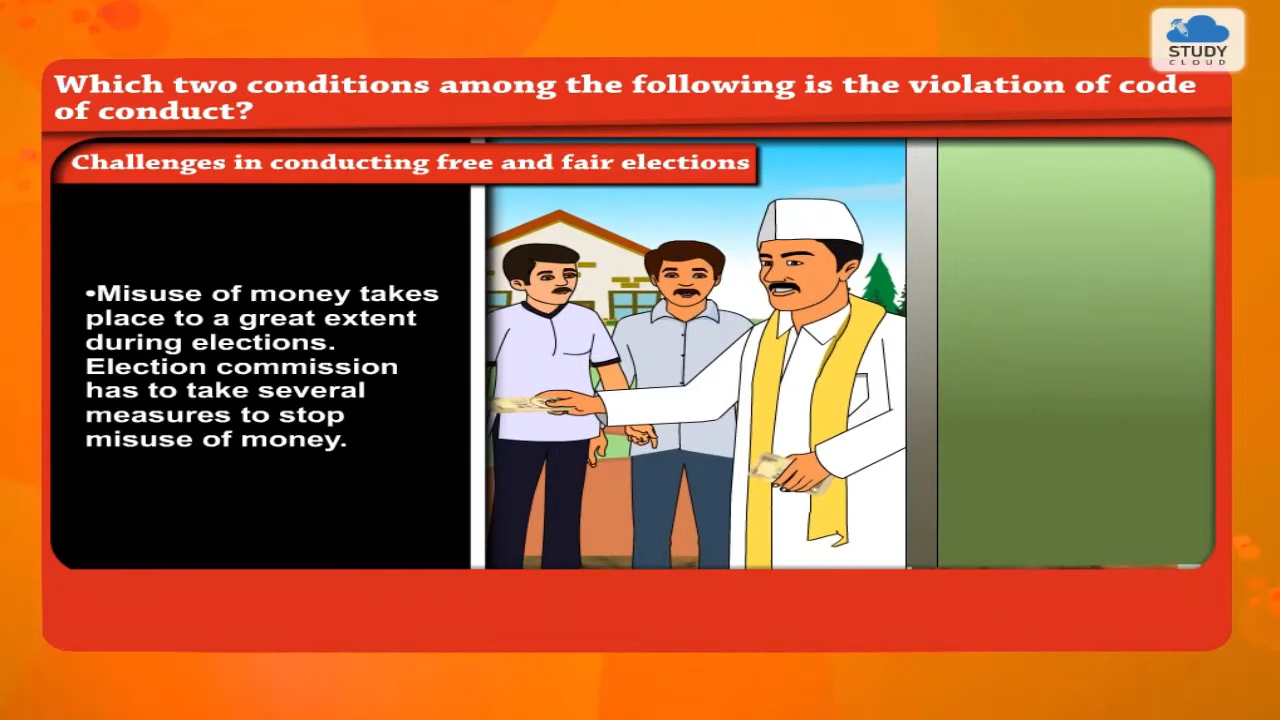 STUDY
CLOUD
Which two conditions among the following is the violation of code
of conduct?
Challenges in conducting free and fair elections
•Misuse of money takes
place to a great extent
during elections.
Election commission
has to take several
measures to stop
misuse of money.